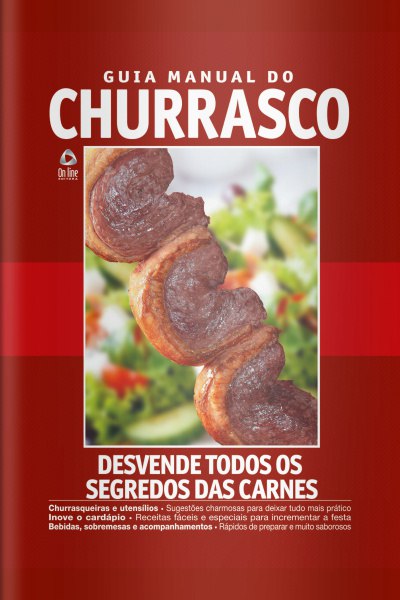 GUIA MANUAL DO
CHURRASCO
On line
EDITORA
DESVENDE TODOS OS
SEGREDOS DAS CARNES
Churrasqueiras e utensílios • Sugestões charmosas para deixar tudo mais prático
Inove o cardápio • Receitas fáceis e especiais para incrementar a festa
Bebidas, sobremesas e acompanhamentos • Rápidos de preparar e muito saborosos